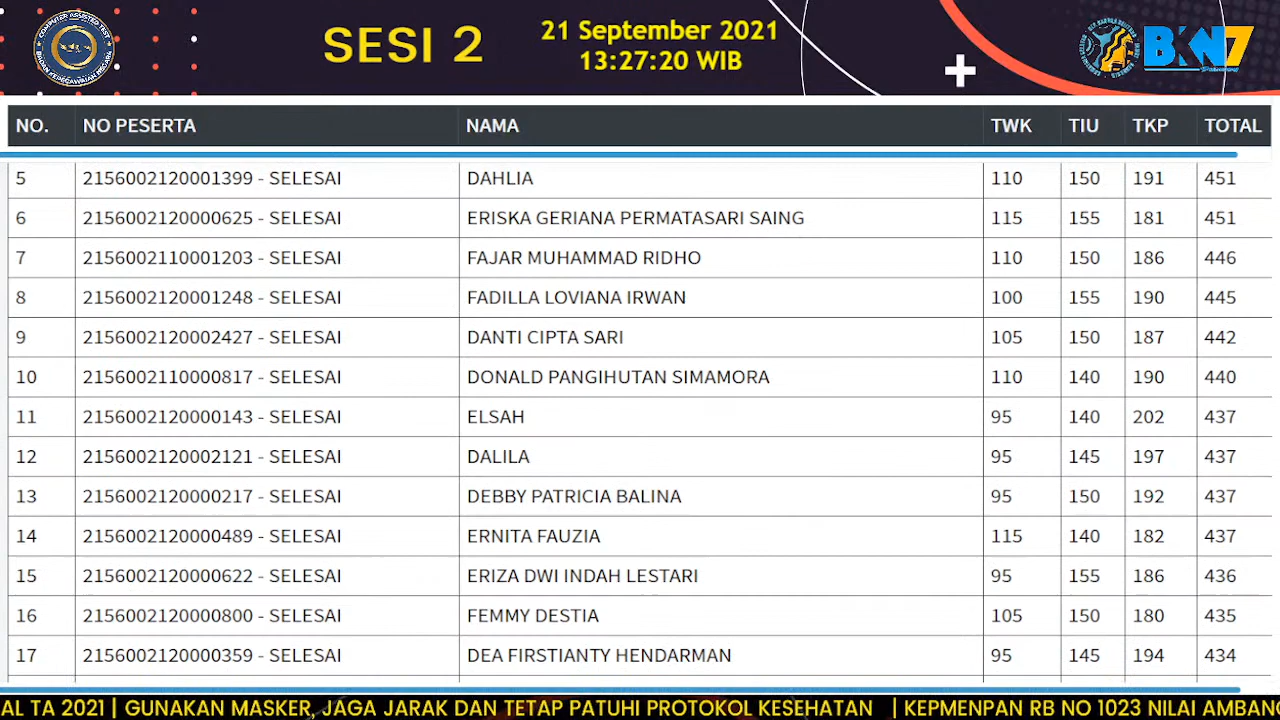 COMPUTER ASSISTED TEST
BADAN KEPEGAWAIAN NEGARA
SESI 2
21 September 2021
13:27:20 WIB
BKN7
NO. NO PESERTA NAMA TWK TIU TKP TOTAL
5 2156002120001399 - SELESAI DAHLIA 110 150 191 451
6 2156002120000625 - SELESAI ERISKA GERIANA PERMATASARI SAING 115 155 181 451
7 2156002110001203 - SELESAI FAJAR MUHAMMAD RIDHO 110 150 186 446
8 2156002120001248 - SELESAI FADILLA LOVIANA IRWAN 100 155 190 445
9 2156002120002427 - SELESAI DANTI CIPTA SARI 105 150 187 442
10 2156002110000817 - SELESAI DONALD PANGIHUTAN SIMAMORA 110 140 190 440
11 2156002120000143 - SELESAI ELSAH 95 140 202 437
12 2156002120002121 - SELESAI DALILA 95 145 197 437
13 2156002120000217 - SELESAI DEBBY PATRICIA BALINA 95 150 192 437
14 2156002120000489 - SELESAI ERNITA FAUZIA 115 140 182 437
15 2156002120000622 - SELESAI ERIZA DWI INDAH LESTARI 95 155 186 436
16 2156002120000800 - SELESAI FEMMY DESTIA 105 150 180 435
17 2156002120000359 - SELESAI DEA FIRSTIANTY HENDARMAN 95 145 194 434
AL TA 2021 | GUNAKAN MASKER, JAGA JARAK DAN TETAP PATUHI PROTOKOL KESEHATAN | KEPMENPAN RB NO 1023 NILAI AMBANG